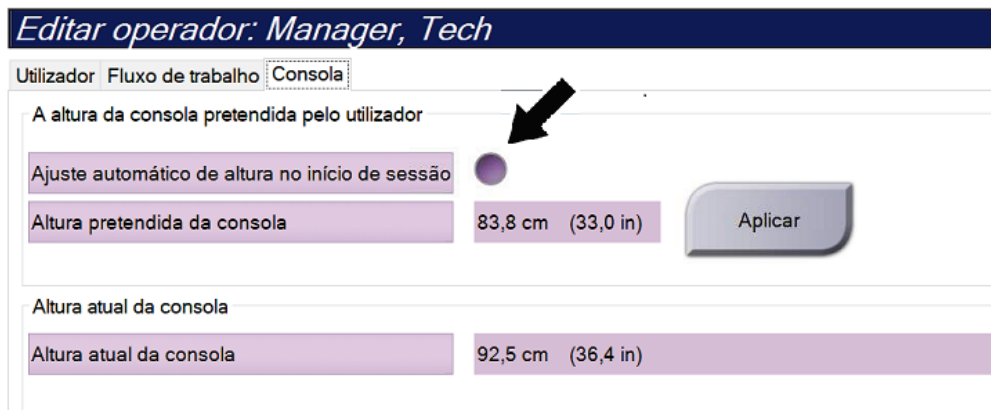 Editar operador: Manager, Tech
Utilizador Fluxo de trabalho Consola
A altura da consola pretendida pelo utilizador
Ajuste automático de altura no início de sessão
Altura pretendida da consola 83,8 cm (33,0 in) Aplicar
Altura atual da consola
Altura atual da consola 92,5 cm (36,4 in)